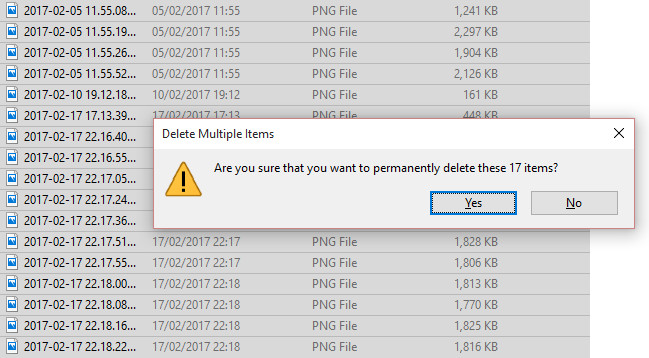 2017-02-05 11.55.08... 05/02/2017 11:55 PNG File 1,241 KB
2017-02-05 11.55.19... 05/02/2017 11:55 PNG File 2,297 KB
2017-02-05 11.55.26... 05/02/2017 11:55 PNG File 1,904 KB
2017-02-05 11.55.52... 05/02/2017 11:55 PNG File 2,126 KB
2017-02-10 19.12.18... 10/02/2017 19:12 PNG File 161 KB
2017-02-17 17.13.39... 17/02/2017 17:13 PNG File 448 KB
2017-02-17 22.16.40...
2017-02-17 22.16.55...
2017-02-17 22.17.05...
2017-02-17 22.17.24...
2017-02-17 22.17.36...
Delete Multiple Items
Are you sure that you want to permanently delete these 17 items?
Yes No
2017-02-17 22.17.51... 17/02/2017 22:17 PNG File 1,828 KB
2017-02-17 22.17.55... 17/02/2017 22:17 PNG File 1,806 KB
2017-02-17 22.18.00... 17/02/2017 22:18 PNG File 1,813 KB
2017-02-17 22.18.08... 17/02/2017 22:18 PNG File 1,770 KB
2017-02-17 22.18.16... 17/02/2017 22:18 PNG File 1,825 KB
2017-02-17 22.18.22... 17/02/2017 22:18 PNG File 1,816 KB